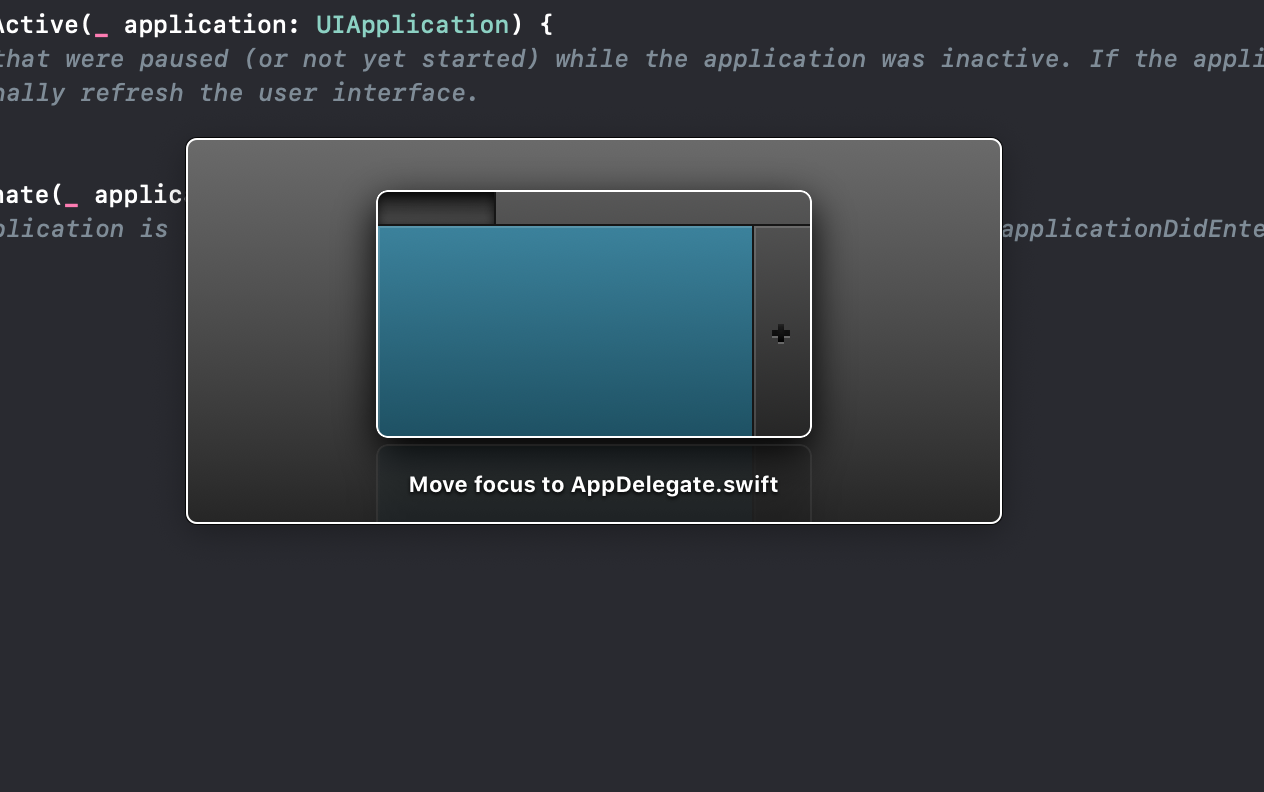 Active(_ application: UIApplication) {
that were paused (or not yet started) while the application was inactive. If the appli
nally refresh the user interface.
nate(_ applic
plication is
applicationDidEnte
Move focus to AppDelegate.swift